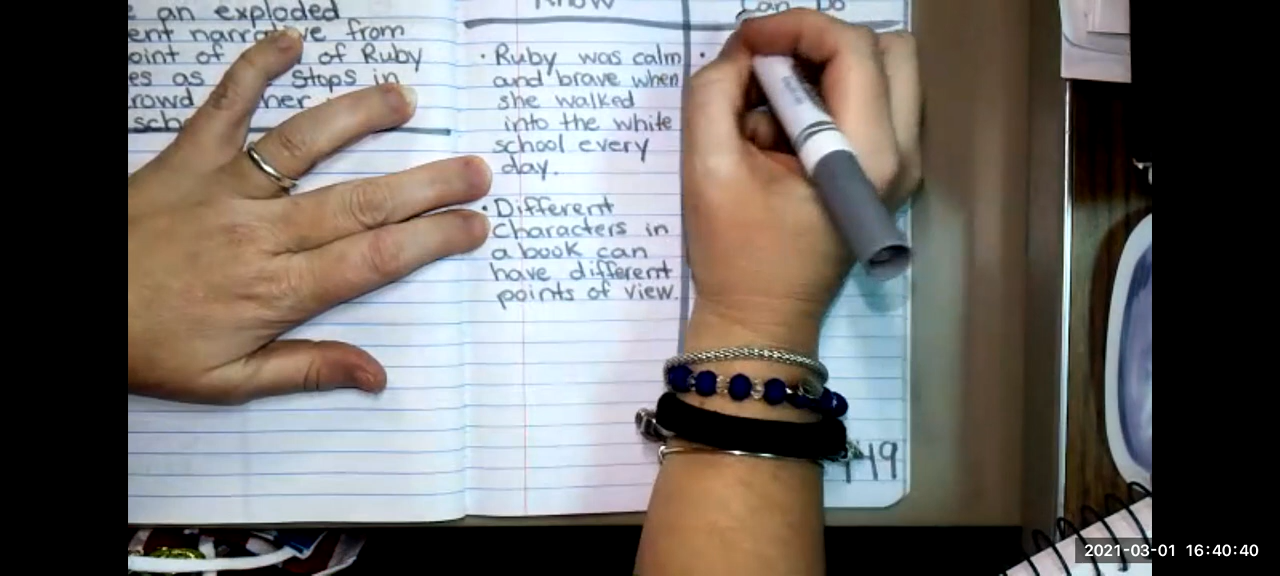 an exploded
ent narrative from
oint of of Ruby
es as stops in
rowd her
Know
• Ruby was calm
and brave when
she walked
into the white
school every
day.
• Different
Characters in
a book can
have different
points of view.
Can Do
•
49
2021-03-01 16:40:40